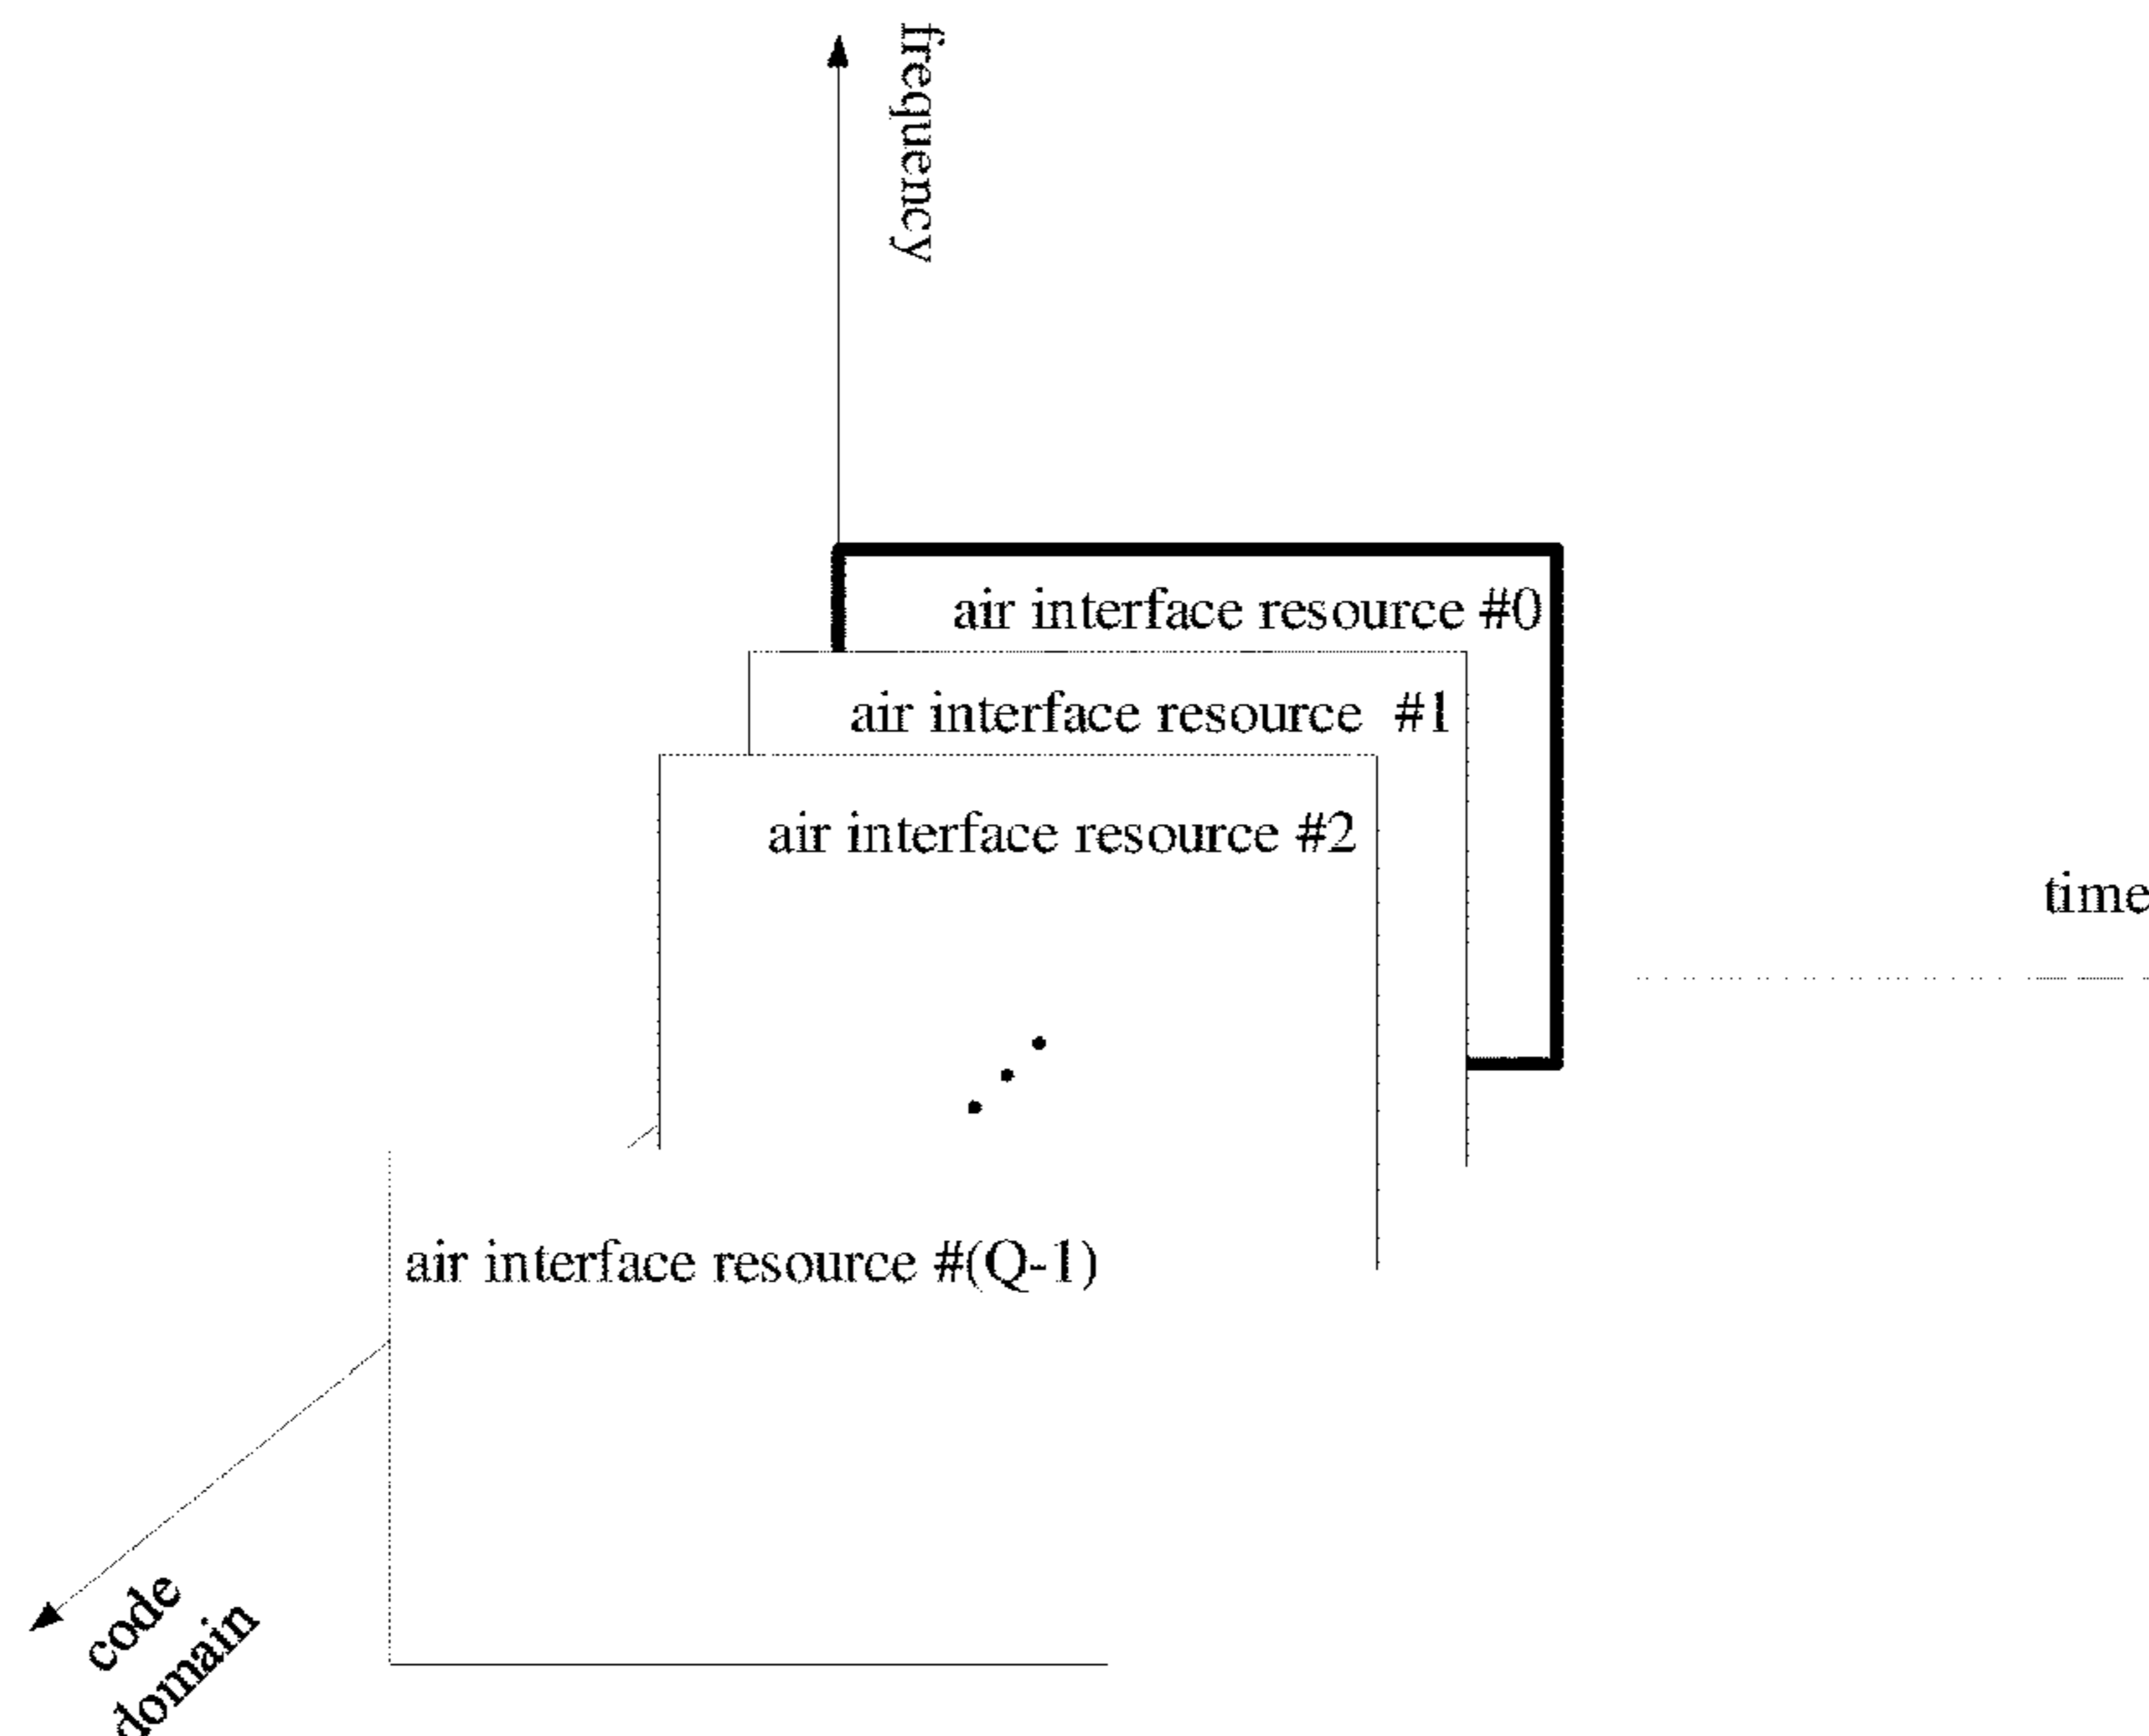 frequency
air interface resource #0
air interface resource #1
air interface resource #2
time
air interface resource #(Q-1)
code
domain